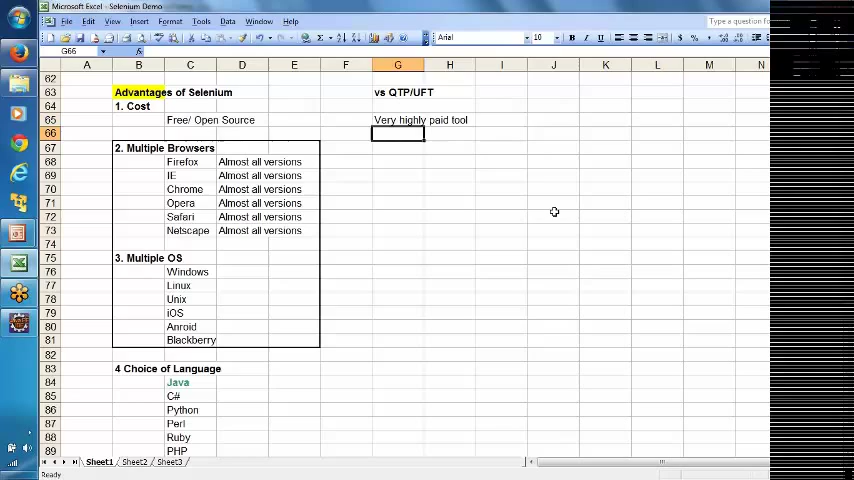 Microsoft Excel - Selenium Demo
File Edit View Insert Format Tools Data Window Help
Type a question
Arial 10 B I U $ %
G66 fx
A B C D E F G H I J K L M N
62
63 Advantages of Selenium vs QTP/UFT
64 1. Cost
65 Free/ Open Source Very highly paid tool
66
67 2. Multiple Browsers
68 Firefox Almost all versions
69 IE Almost all versions
70 Chrome Almost all versions
71 Opera Almost all versions
72 Safari Almost all versions
73 Netscape Almost all versions
74
75 3. Multiple OS
76 Windows
77 Linux
78 Unix
79 iOS
80 Anroid
81 Blackberry
82
83 4 Choice of Language
84 Java
85 C#
86 Python
87 Perl
88 Ruby
89 PHP
Sheet1 Sheet2 Sheet3
Ready